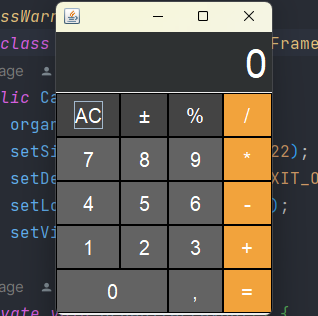 ssWarn
class Frame
age 0
lic Ca
AC ± % /
organ
7 8 9 *
setSi 22)
setDe XIT_O
4 5 6 -
setLo );
setVi
1 2 3 +
age
0 , =
vate v {